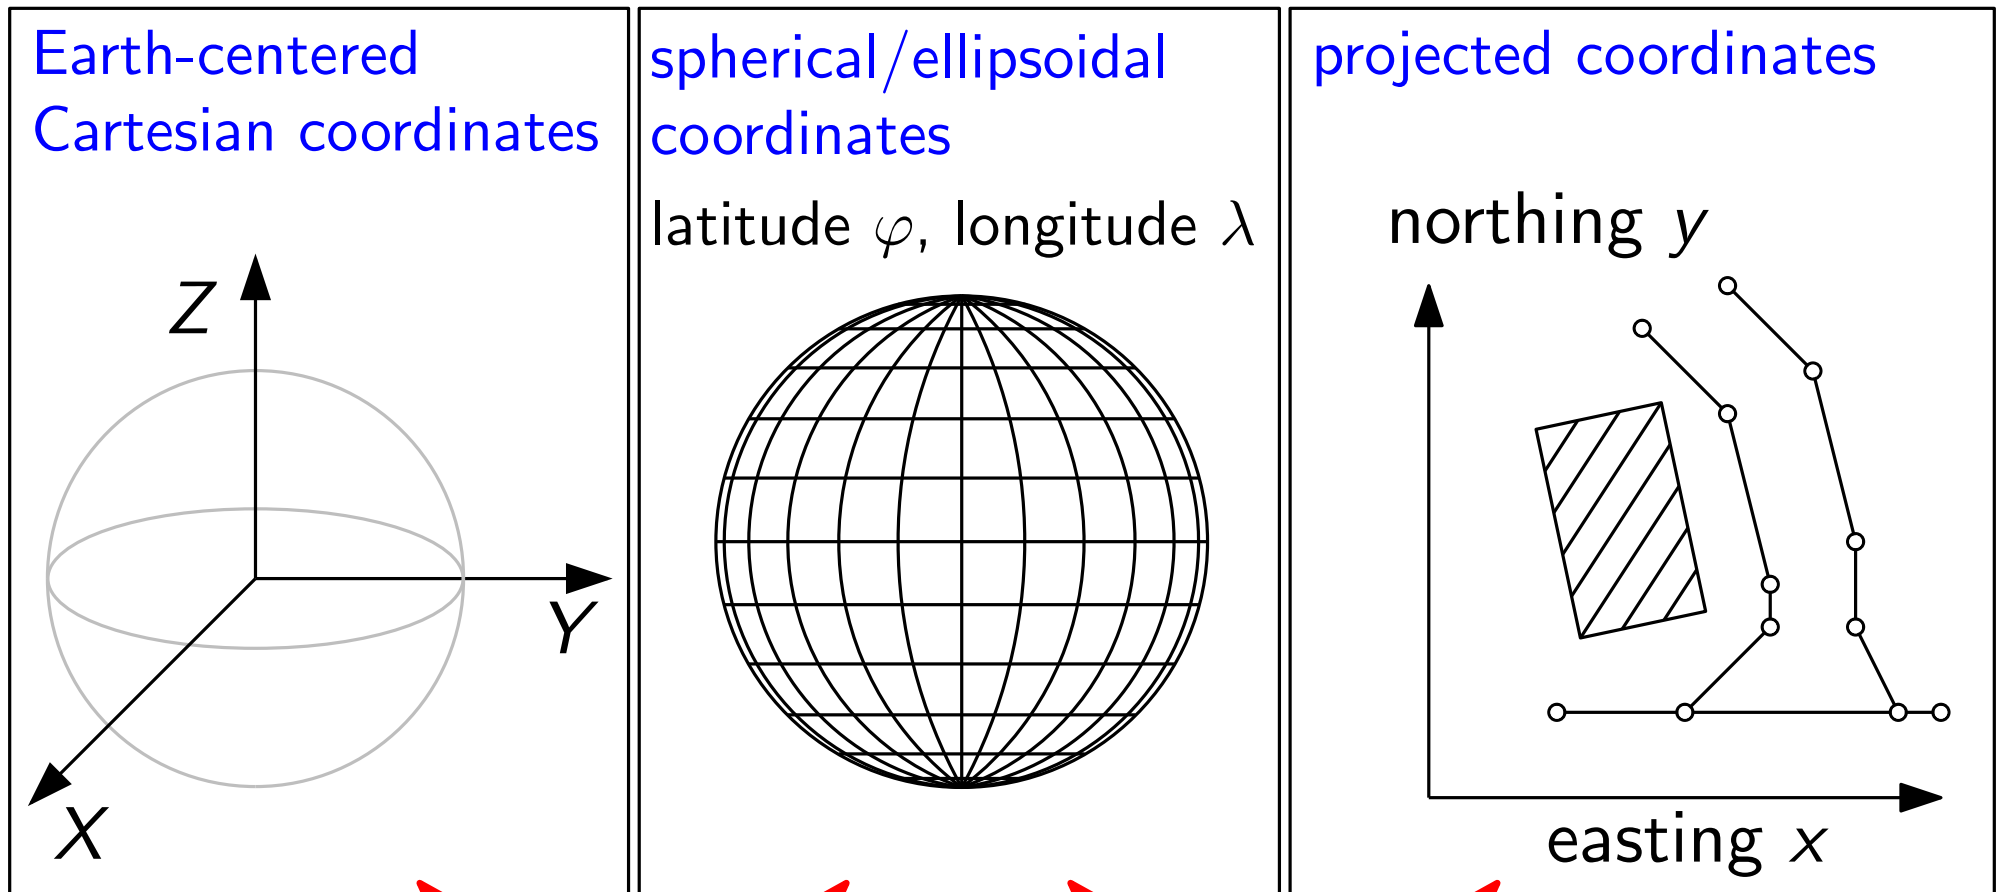 Earth-centered
Cartesian coordinates
Z
Y
X
spherical/ellipsoidal
coordinates
latitude φ, longitude λ
projected coordinates
northing y
easting x